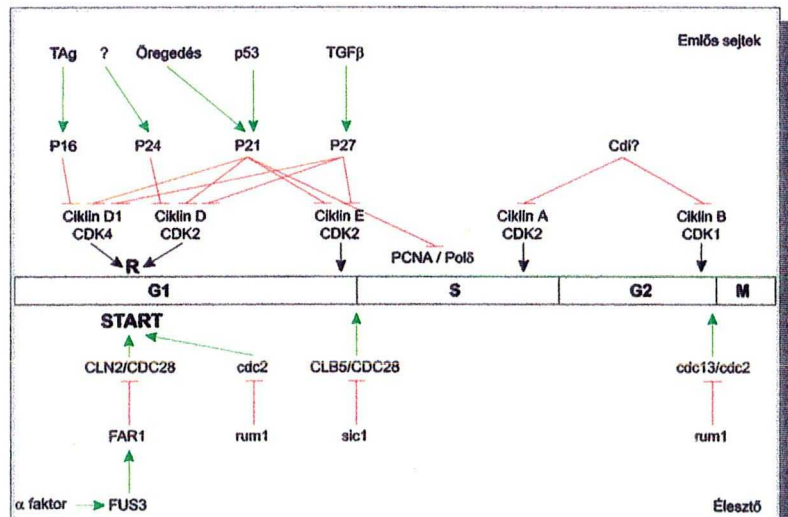 Emlős sejtek
TAg ? Öregedés p53 TGFβ
P16 P24 P21 P27 Cdi?
Ciklin D1 Ciklin D Ciklin E Ciklin A Ciklin B
CDK4 CDK2 CDK2 CDK2 CDK1
PCNA / Polδ
R
G1 S G2 M
START
CLN2/CDC28 cdc2 CLB5/CDC28 cdc13/cdc2
FAR1 rum1 sic1 rum1
α faktor FUS3 Élesztő